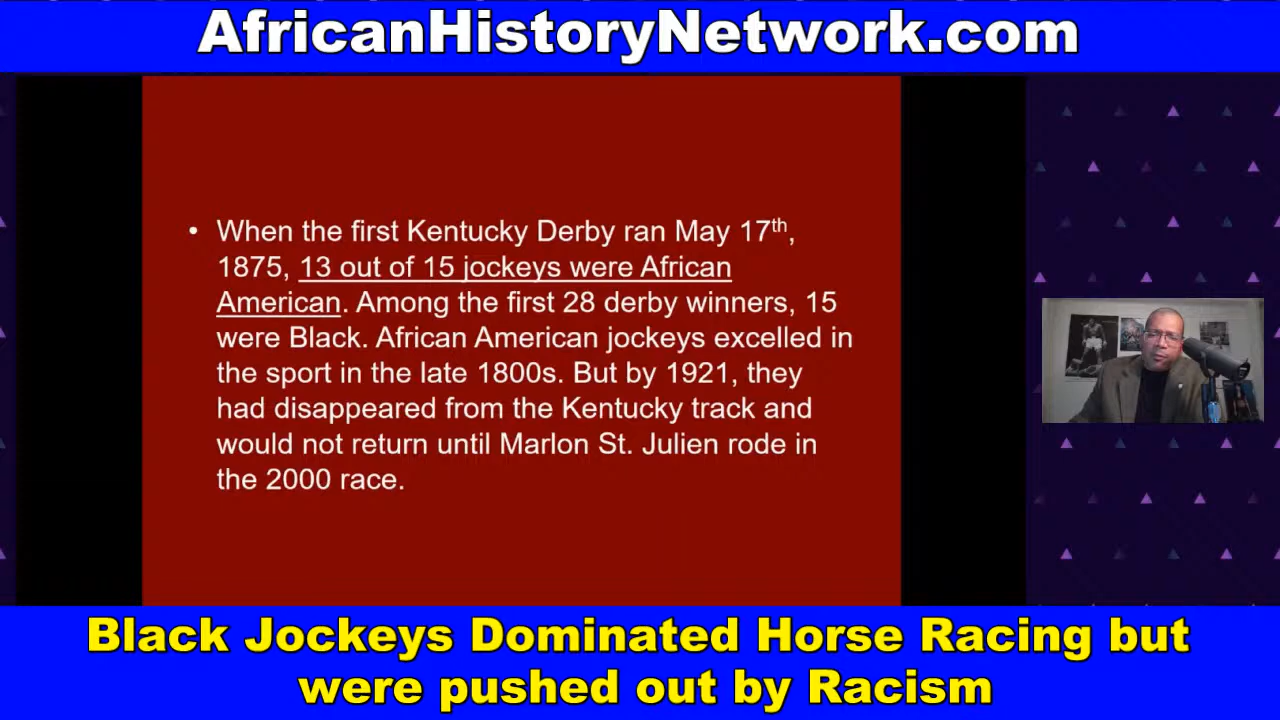 AfricanHistoryNetwork.com
• When the first Kentucky Derby ran May 17th,
1875, 13 out of 15 jockeys were African
American. Among the first 28 derby winners, 15
were Black. African American jockeys excelled in
the sport in the late 1800s. But by 1921, they
had disappeared from the Kentucky track and
would not return until Marlon St. Julien rode in
the 2000 race.
Black Jockeys Dominated Horse Racing but
were pushed out by Racism